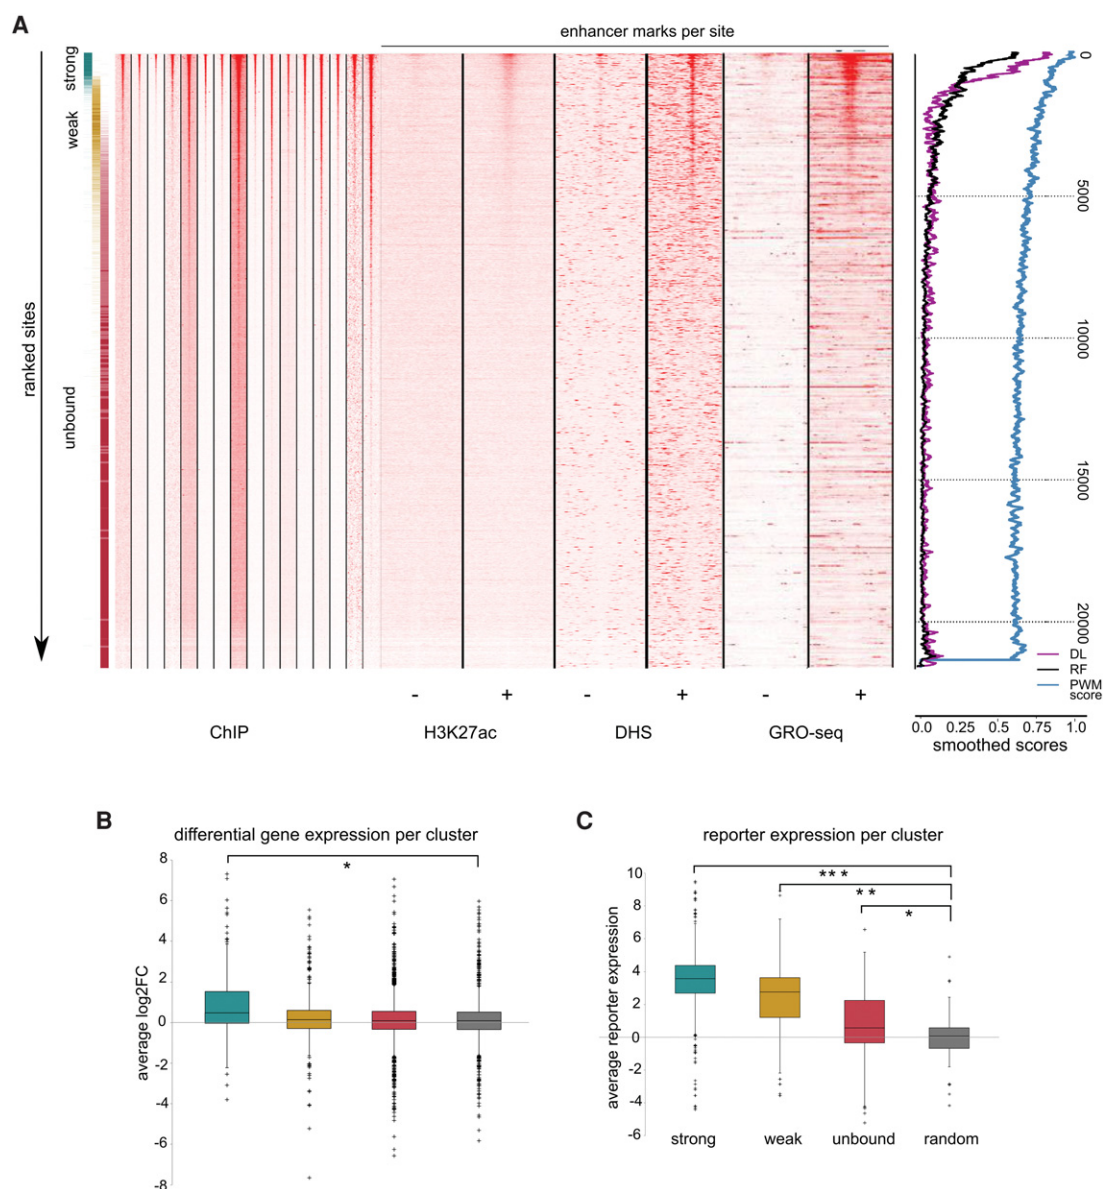 A
enhancer marks per site
ranked sites
strong
weak
unbound
0
5000
10000
15000
20000
DL
RF
PWM
score
- + - + - +
ChIP H3K27ac DHS GRO-seq
0.0 0.25 0.5 0.75 1.0
smoothed scores
B
differential gene expression per cluster
average log2FC
8
6
4
2
0
-2
-4
-6
-8
*
C
reporter expression per cluster
average reporter expression
10
8
6
4
2
0
-2
-4
-6
***
**
*
strong weak unbound random